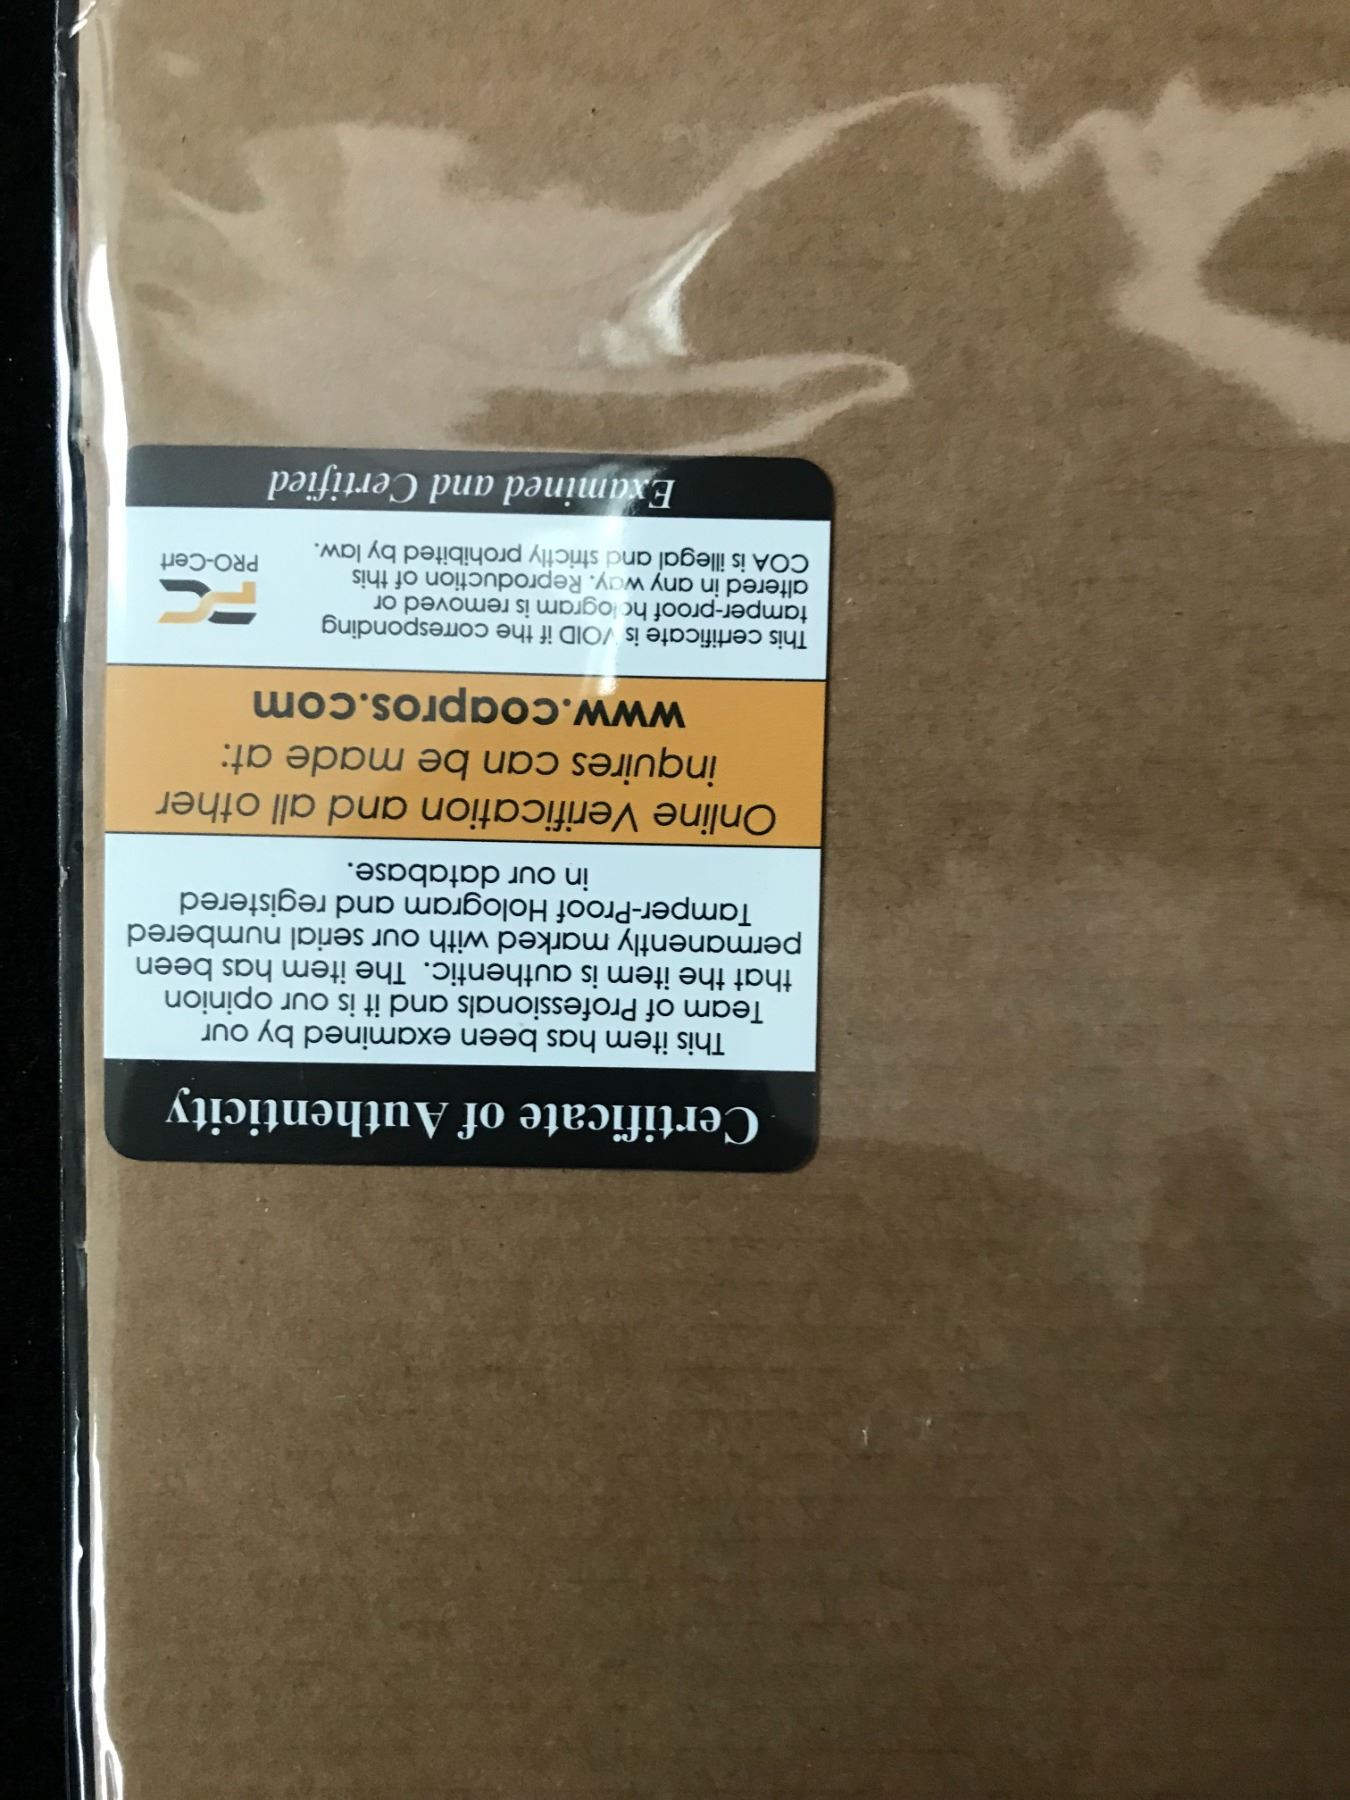 Certificate of Authenticity
This item has been examined by our
Team of Professionals and it is our opinion
that the item is authentic. The item has been
permanently marked with our serial numbered
Tamper-Proof Hologram and registered
in our database.
Online Verification and all other
inquires can be made at:
www.coapros.com
This certificate is VOID if the corresponding
tamper-proof hologram is removed or
altered in any way. Reproduction of this
COA is illegal and strictly prohibited by law.
PC
PRO-Cert
Examined and Certified